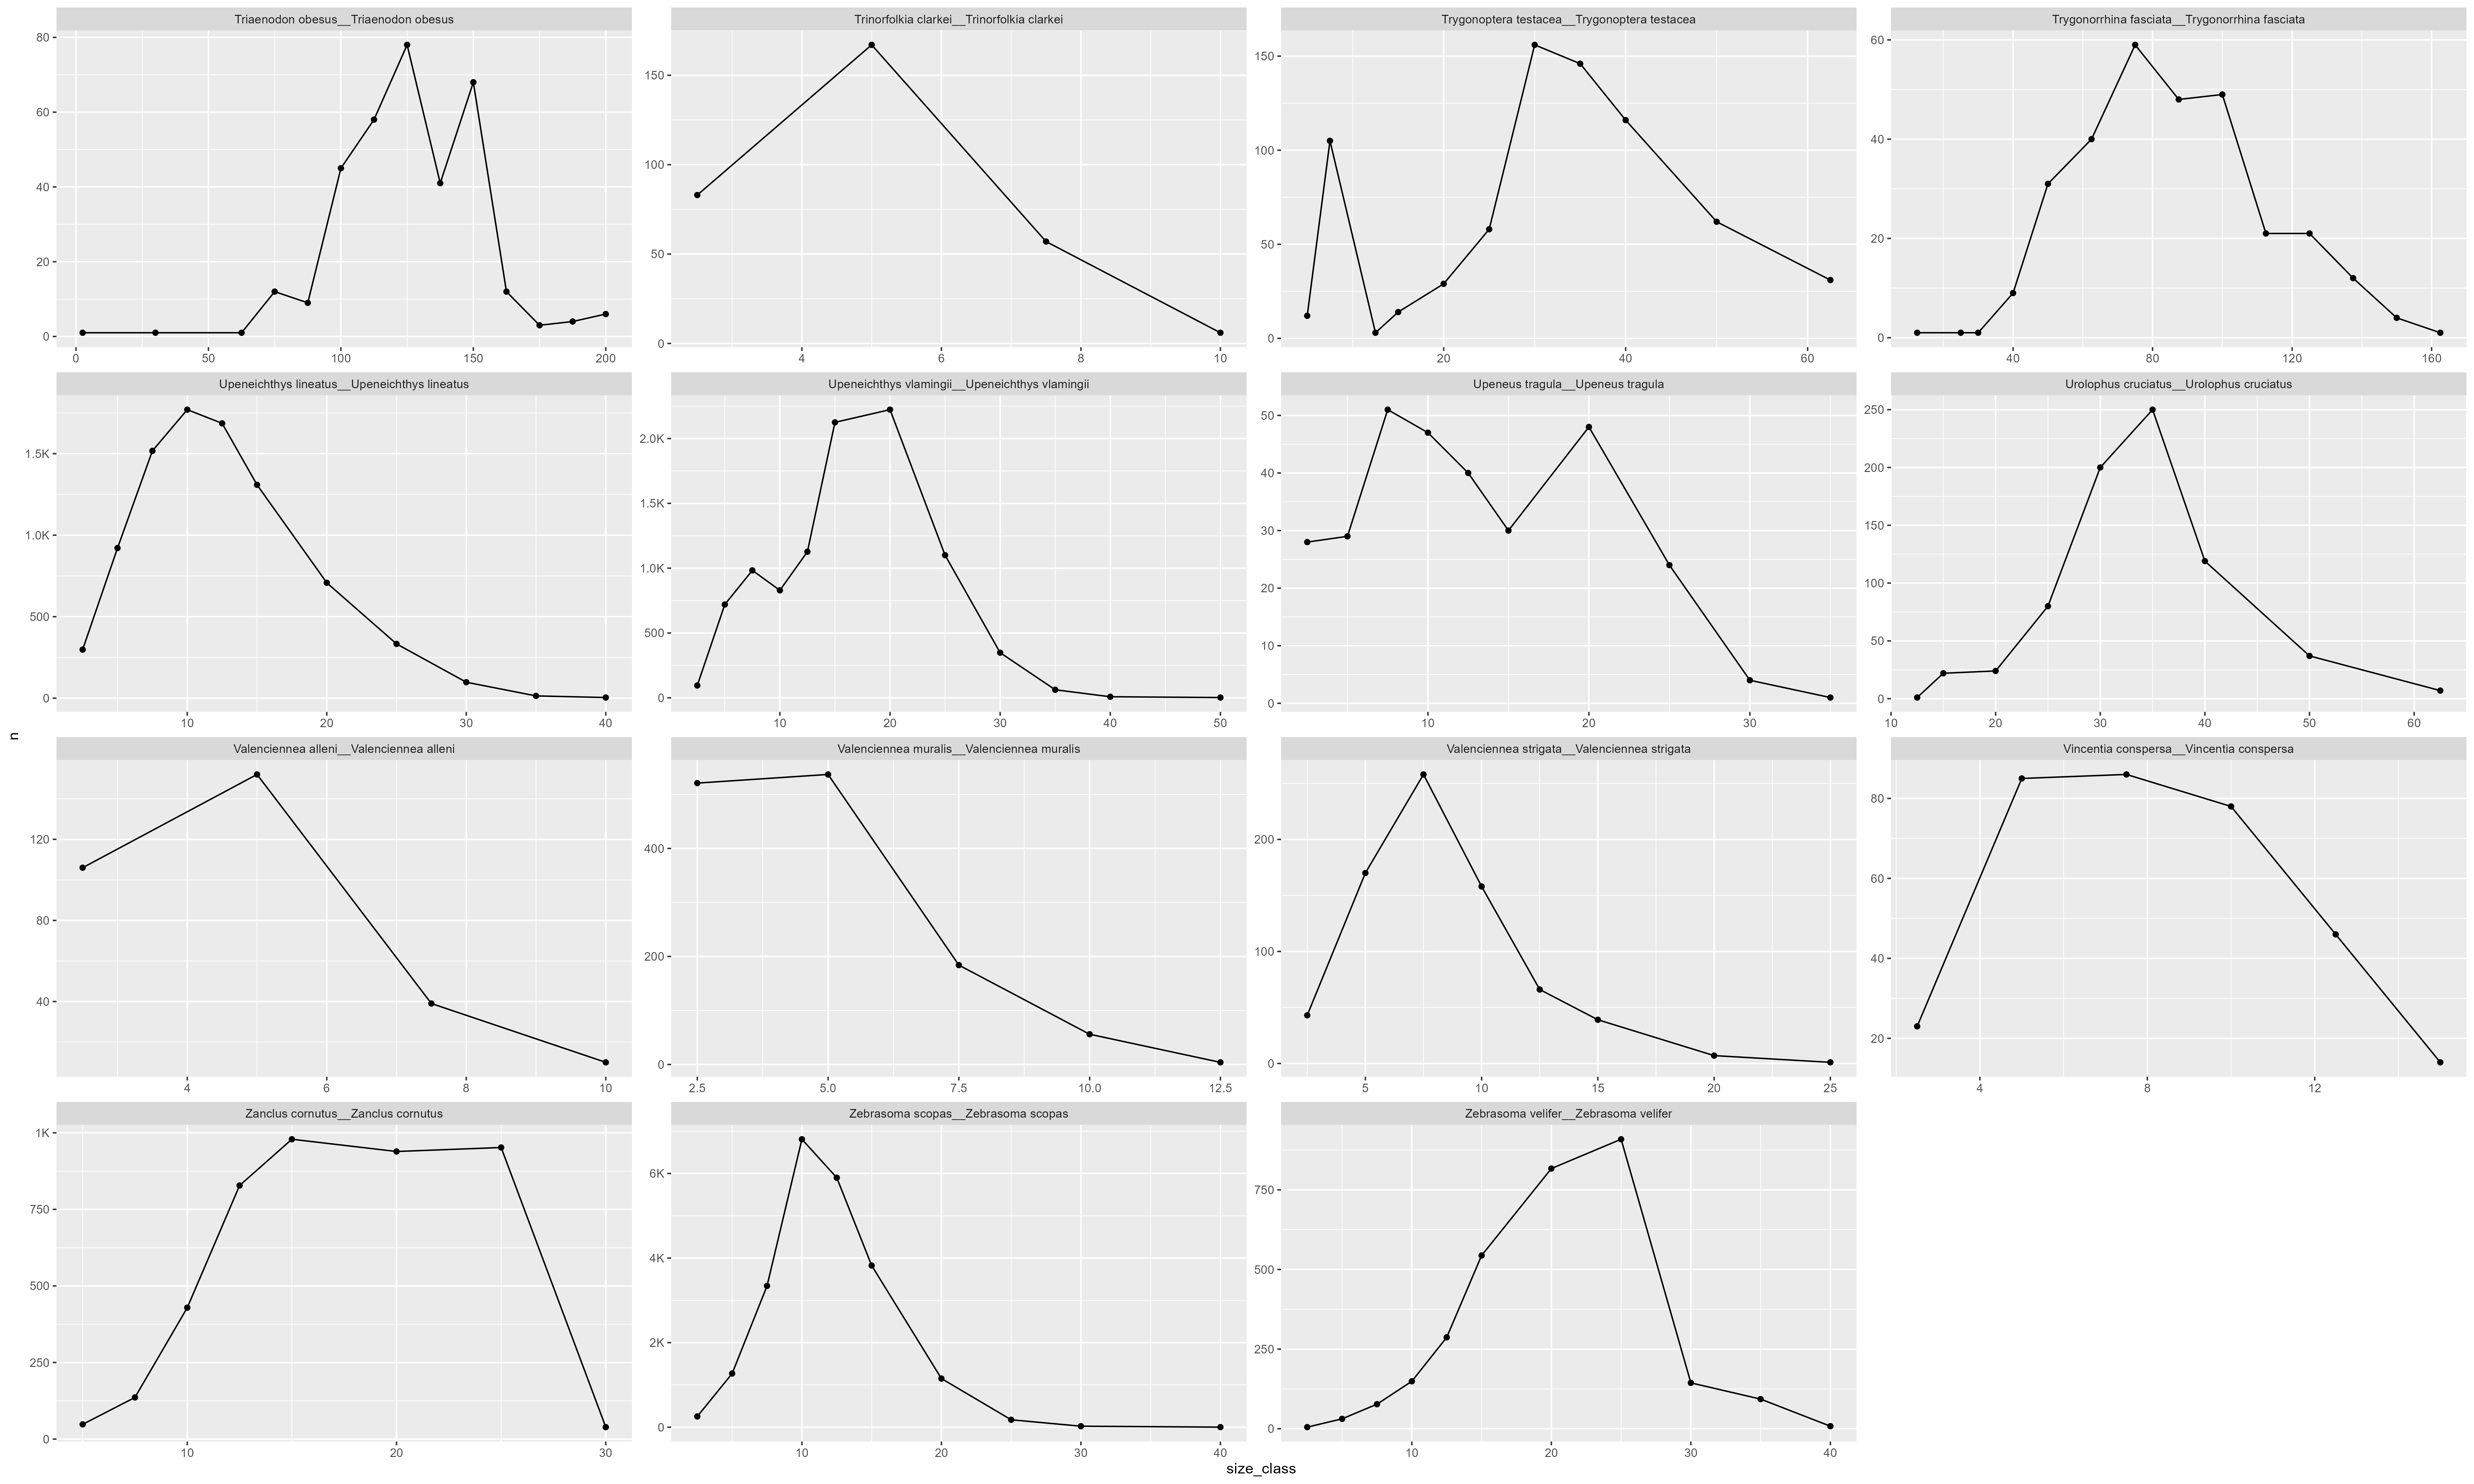 Triaenodon obesus__Triaenodon obesus
Trinorfolkia clarkei__Trinorfolkia clarkei
Trygonoptera testacea__Trygonoptera testacea
Trygonorrhina fasciata__Trygonorrhina fasciata
80
60
40
20
0
0 50 100 150 200
150
100
50
0
4 6 8 10
150
100
50
0
20 40 60
60
40
20
0
40 80 120 160
Upeneichthys lineatus__Upeneichthys lineatus
Upeneichthys vlamingii__Upeneichthys vlamingii
Upeneus tragula__Upeneus tragula
Urolophus cruciatus__Urolophus cruciatus
1.5K
1.0K
500
0
10 20 30 40
2.0K
1.5K
1.0K
500
0
10 20 30 40 50
50
40
30
20
10
0
10 20 30
250
200
150
100
50
0
10 20 30 40 50 60
n
Valenciennea alleni__Valenciennea alleni
Valenciennea muralis__Valenciennea muralis
Valenciennea strigata__Valenciennea strigata
Vincentia conspersa__Vincentia conspersa
120
80
40
4 6 8 10
400
200
0
2.5 5.0 7.5 10.0 12.5
200
100
0
5 10 15 20 25
80
60
40
20
4 8 12
Zanclus cornutus__Zanclus cornutus
Zebrasoma scopas__Zebrasoma scopas
Zebrasoma velifer__Zebrasoma velifer
1K
750
500
250
0
10 20 30
6K
4K
2K
0
10 20 30 40
750
500
250
0
10 20 30 40
size_class